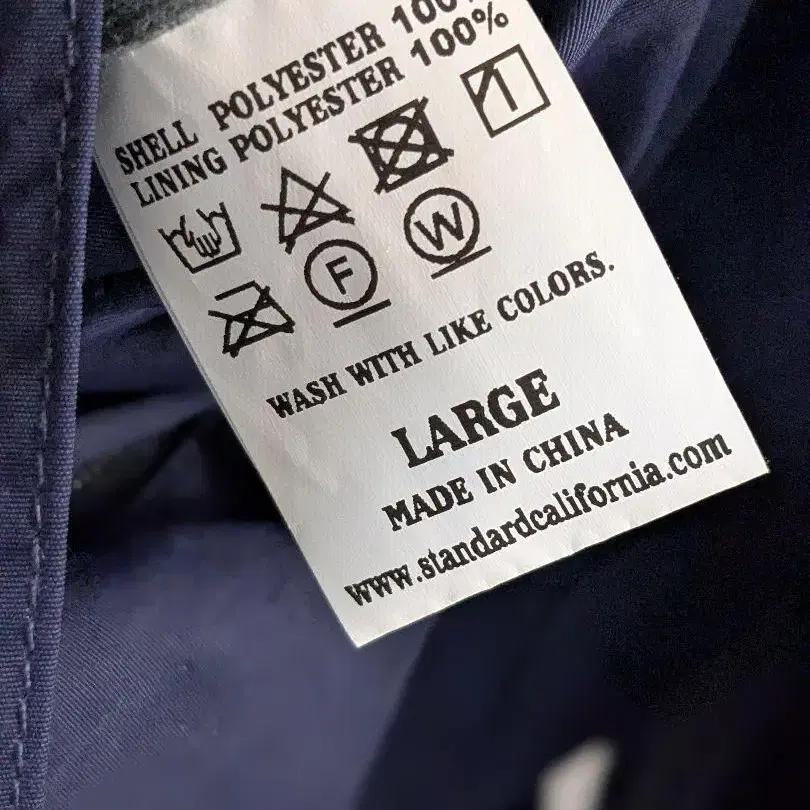 SHELL POLYESTER 100%
LINING POLYESTER 100%
F
W
WASH WITH LIKE COLORS.
LARGE
MADE IN CHINA
www.standardcalifornia.com